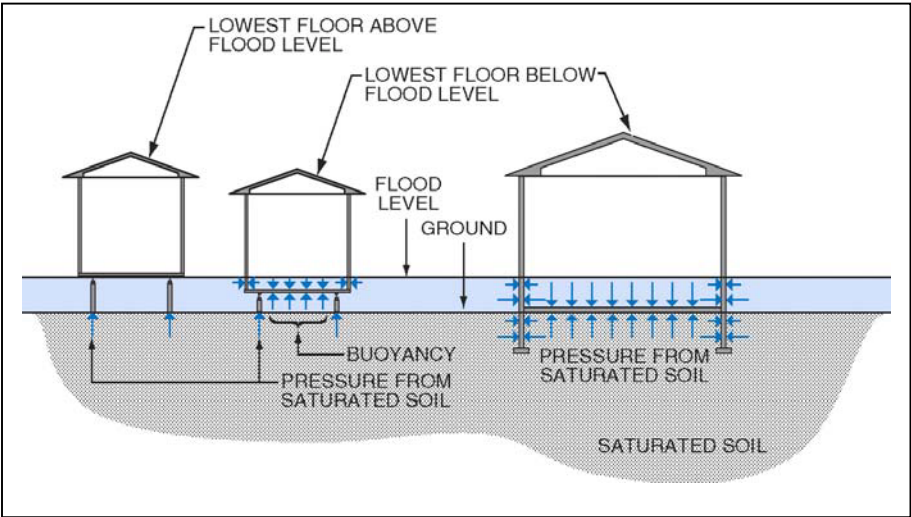 LOWEST FLOOR ABOVE
FLOOD LEVEL
LOWEST FLOOR BELOW
FLOOD LEVEL
FLOOD
LEVEL
GROUND
BUOYANCY
PRESSURE FROM
SATURATED SOIL
PRESSURE FROM
SATURATED SOIL
SATURATED SOIL